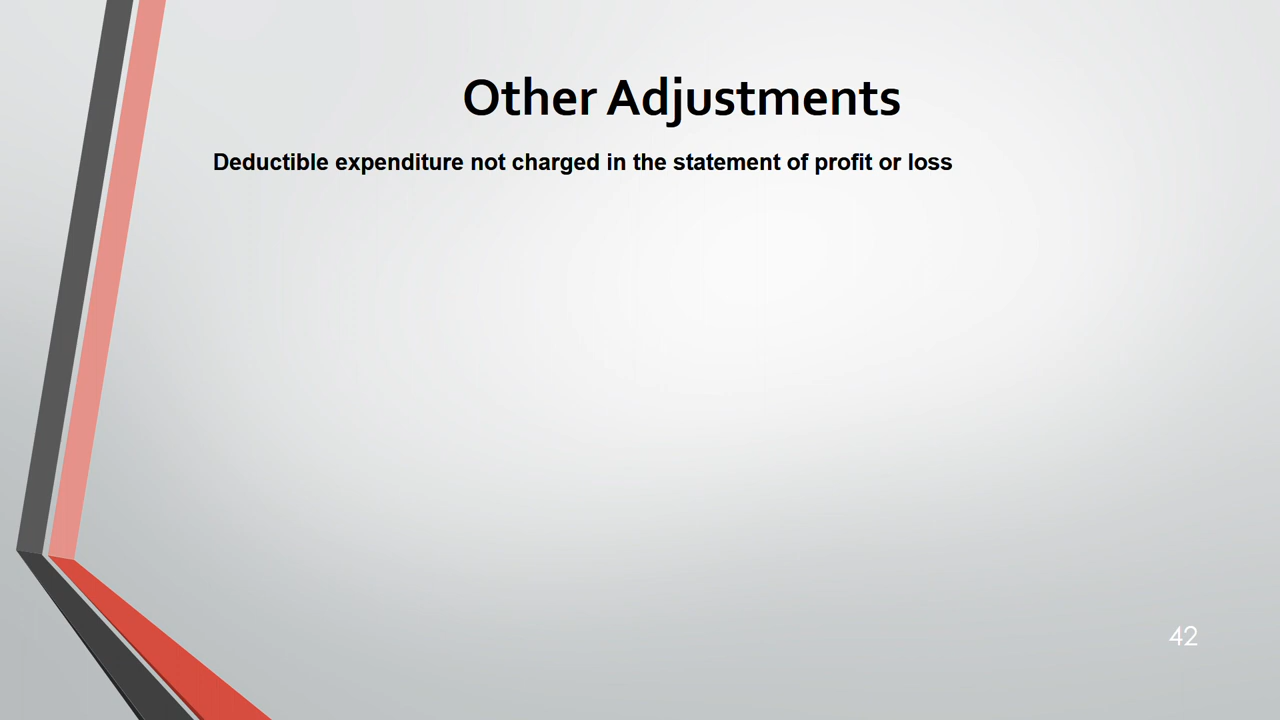 Other Adjustments
Deductible expenditure not charged in the statement of profit or loss
42